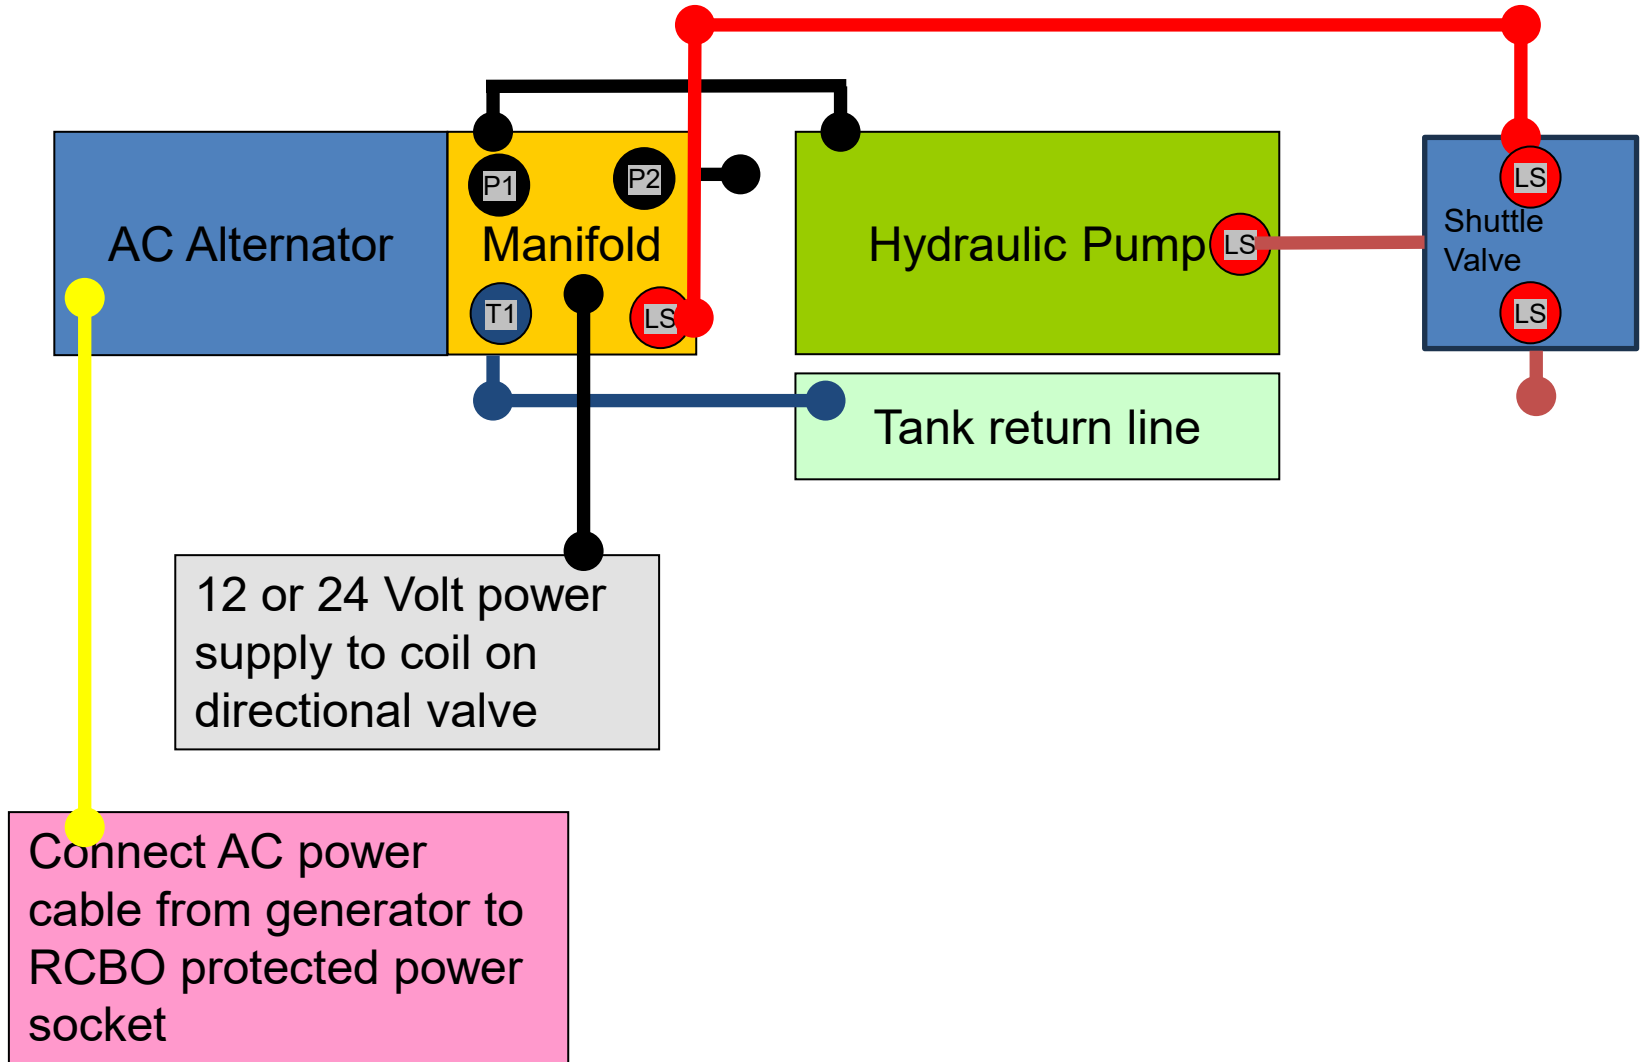 P1
P2
LS
AC Alternator
Manifold
Hydraulic Pump
LS
Shuttle
Valve
T1
LS
LS
Tank return line
12 or 24 Volt power
supply to coil on
directional valve
Connect AC power
cable from generator to
RCBO protected power
socket